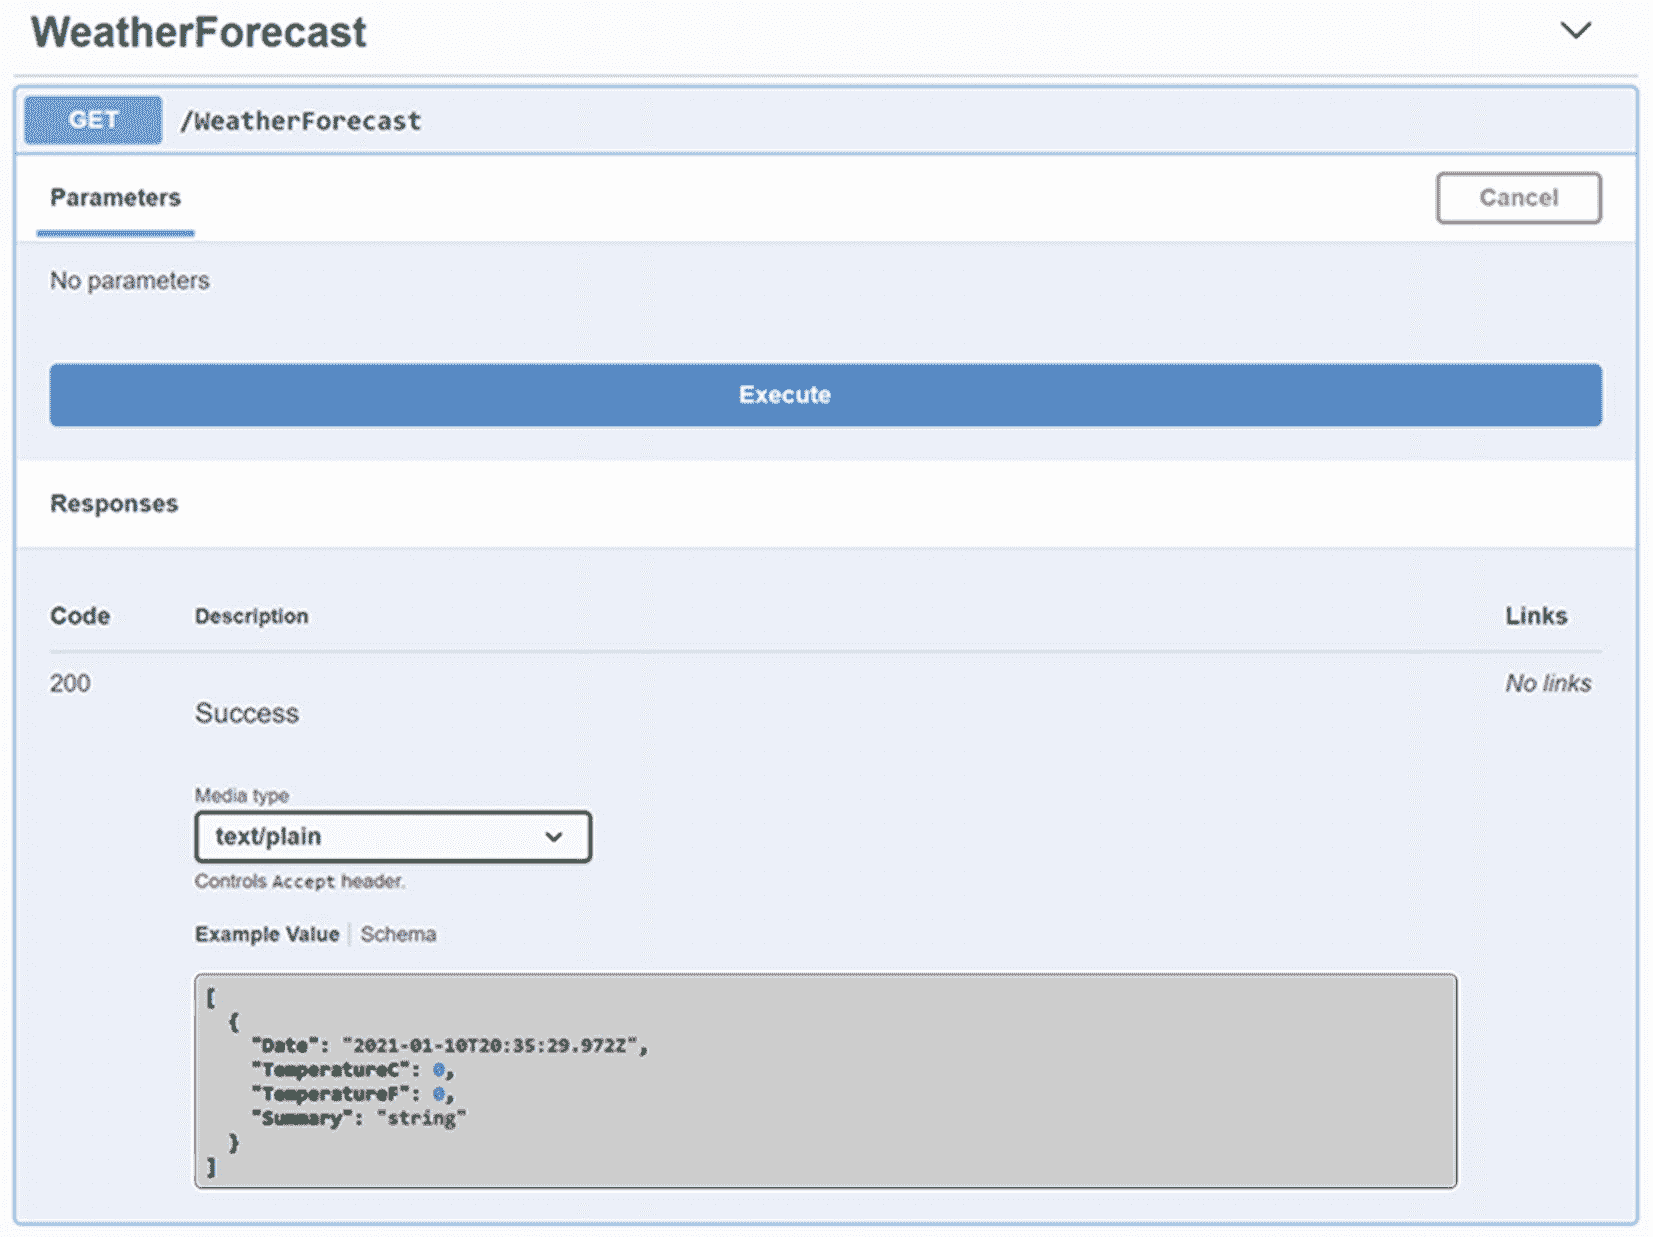 WeatherForecast
GET /WeatherForecast
Parameters
Cancel
No parameters
Execute
Responses
Code Description Links
200 No links
Success
Media type
text/plain
Controls Accept header.
Example Value | Schema
[
{
"Date": "2021-01-10T20:35:29.972Z",
"TemperatureC": 0,
"TemperatureF": 0,
"Summary": "string"
}
]